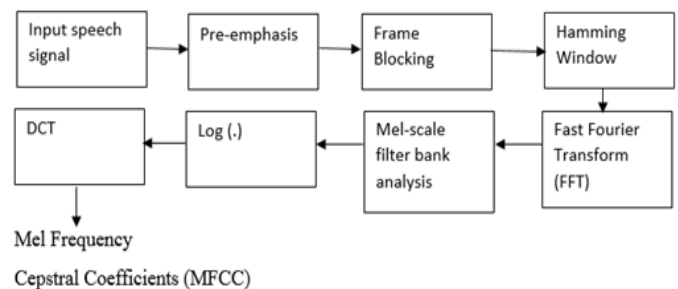 Input speech
signal
Pre-emphasis
Frame
Blocking
Hamming
Window
Fast Fourier
Transform
(FFT)
Mel-scale
filter bank
analysis
Log (.)
DCT
Mel Frequency
Cepstral Coefficients (MFCC)